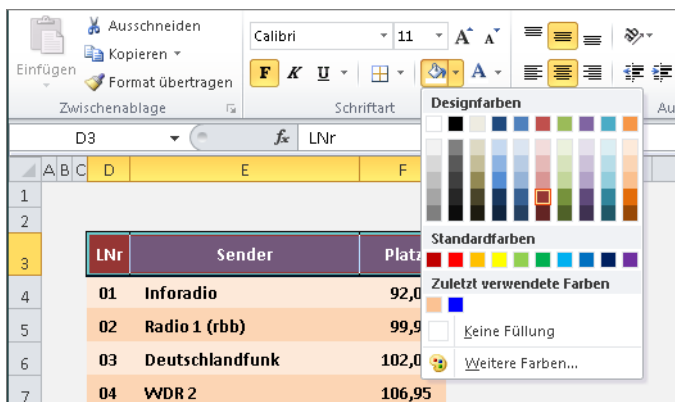 Ausschneiden
Kopieren
Format übertragen
Einfügen
Zwischenablage
Calibri
11
A A
F K U
A
Schriftart
Au
D3
fx
LNr
Designfarben
Standardfarben
Zuletzt verwendete Farben
Keine Füllung
Weitere Farben...
A B C D E F
1
2
3 LNr Sender
4 01 Inforadio 92,0
5 02 Radio 1 (rbb) 99,9
6 03 Deutschlandfunk 102,0
7 04 WDR 2 106,95